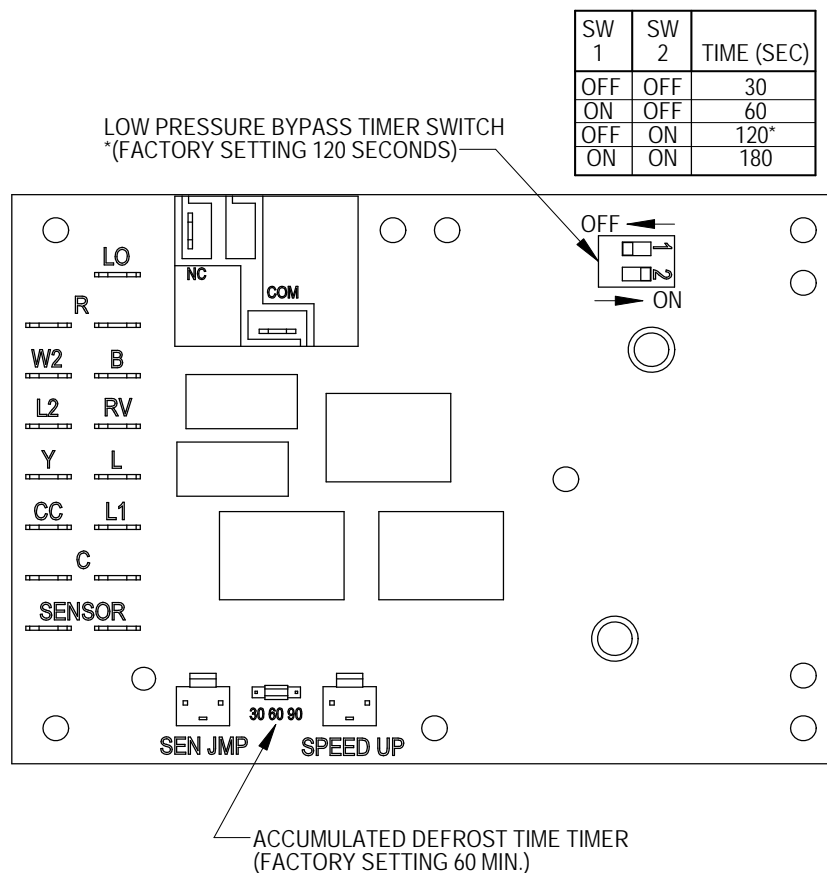 SW 1 SW 2 TIME (SEC)
OFF OFF 30
ON OFF 60
OFF ON 120*
ON ON 180
LOW PRESSURE BYPASS TIMER SWITCH
*(FACTORY SETTING 120 SECONDS)
OFF
1
2
ON
NC
COM
LO
R
W2 B
L2 RV
Y L
CC L1
C
SENSOR
30 60 90
SEN JMP SPEED UP
ACCUMULATED DEFROST TIME TIMER
(FACTORY SETTING 60 MIN.)